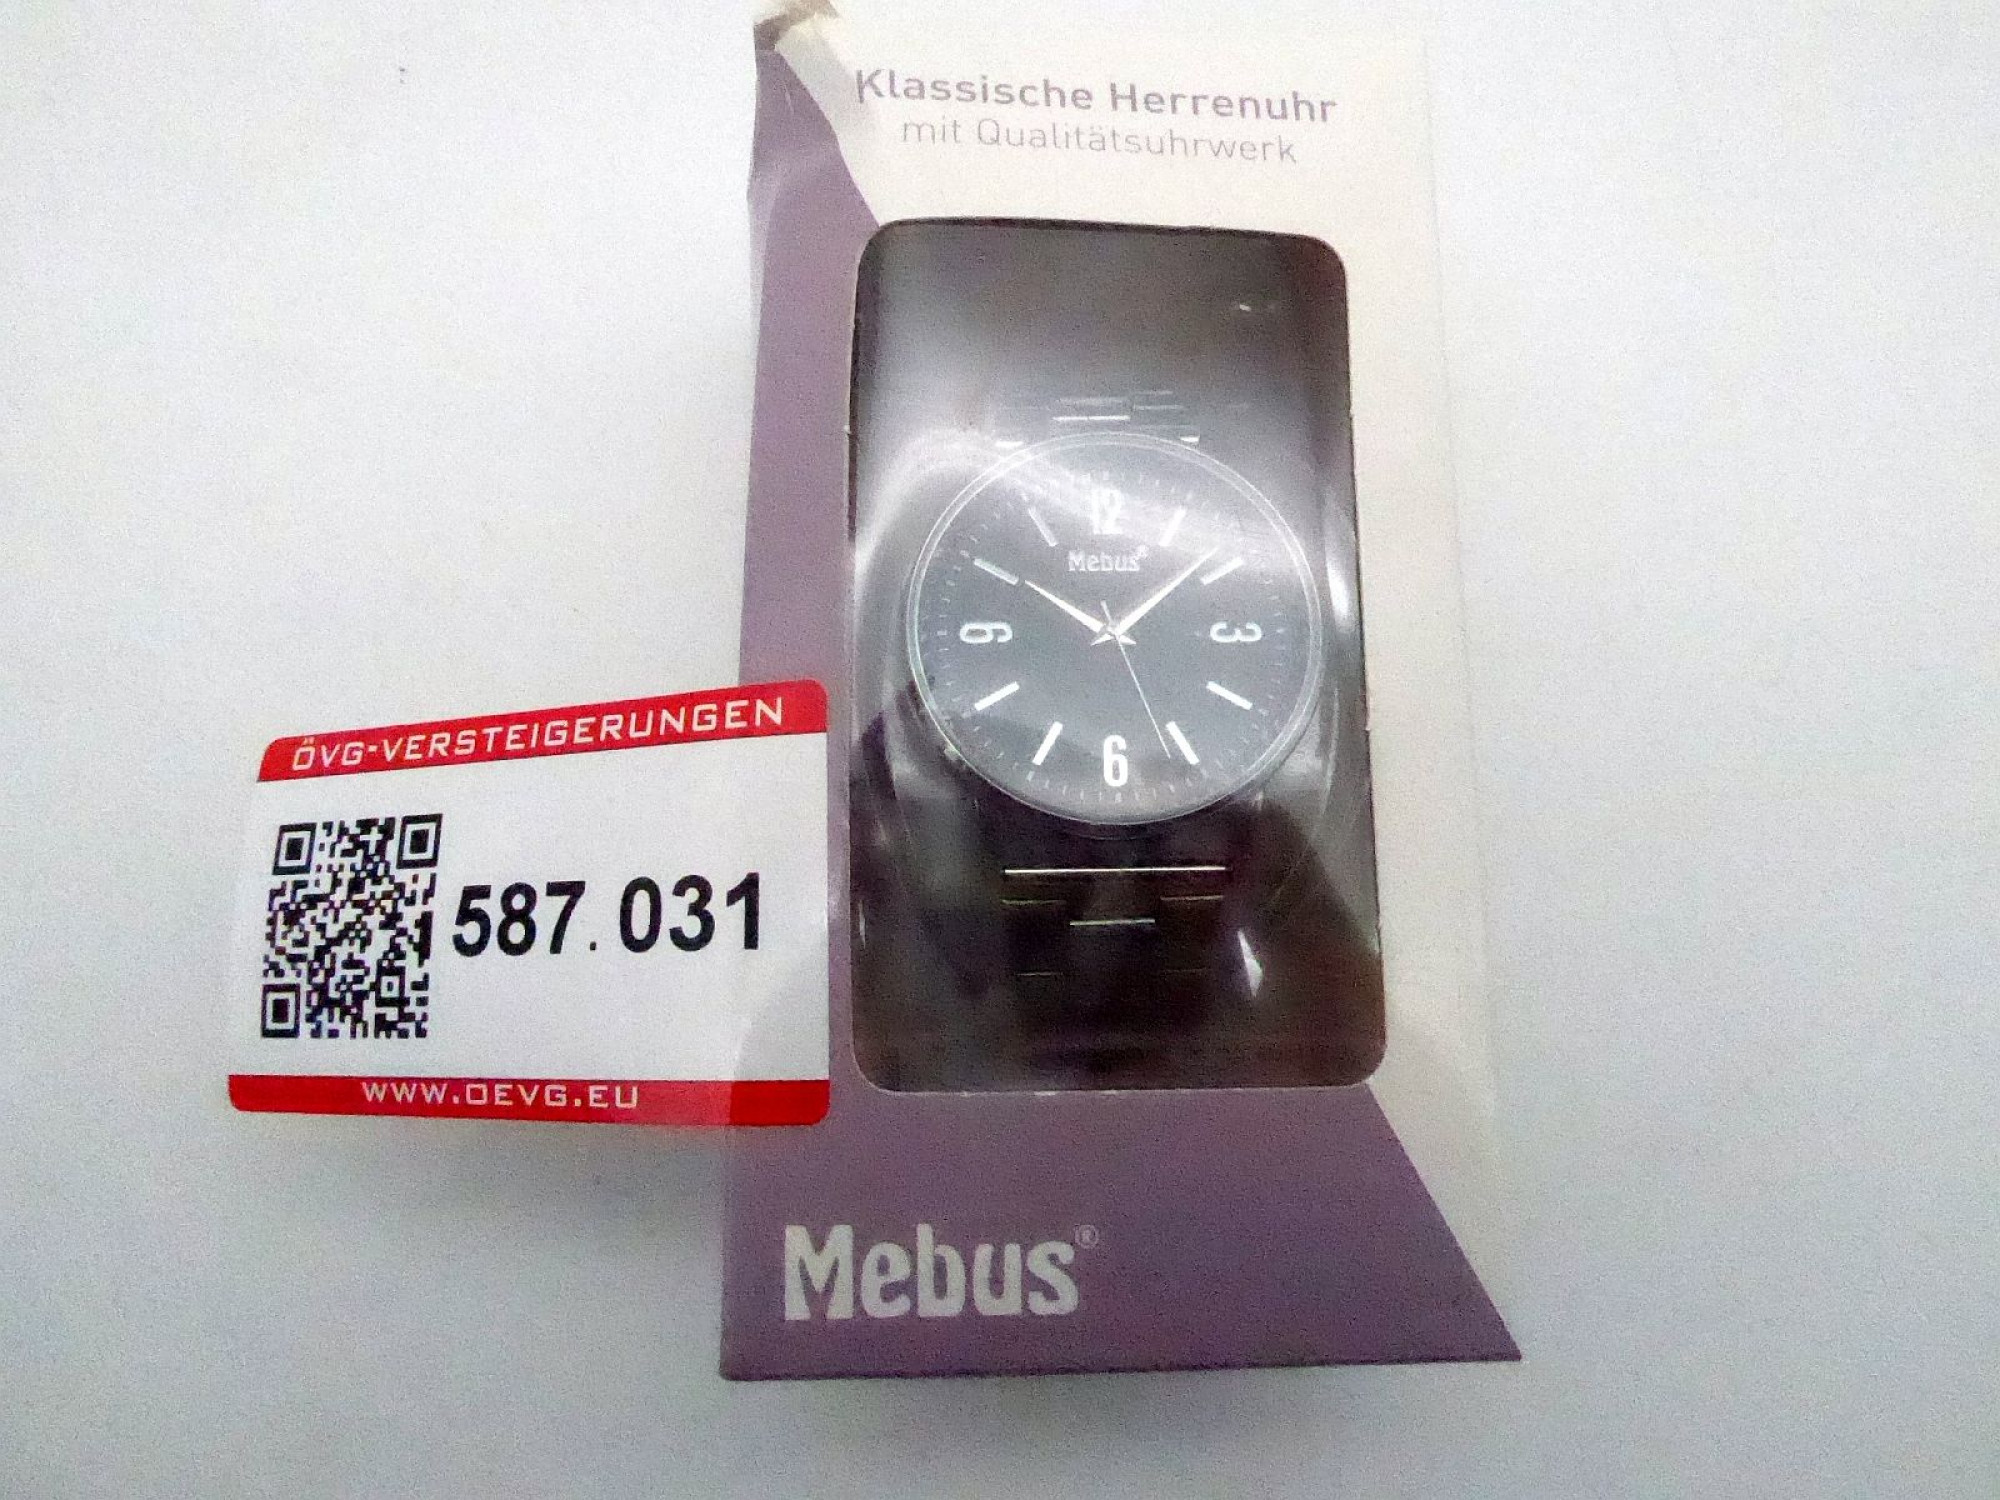 Klassische Herrenuhr
mit Qualitätsuhrwerk
12
Mebus®
9
3
6
ÖVG-VERSTEIGERUNGEN
587.031
WWW.OEVG.EU
Mebus®